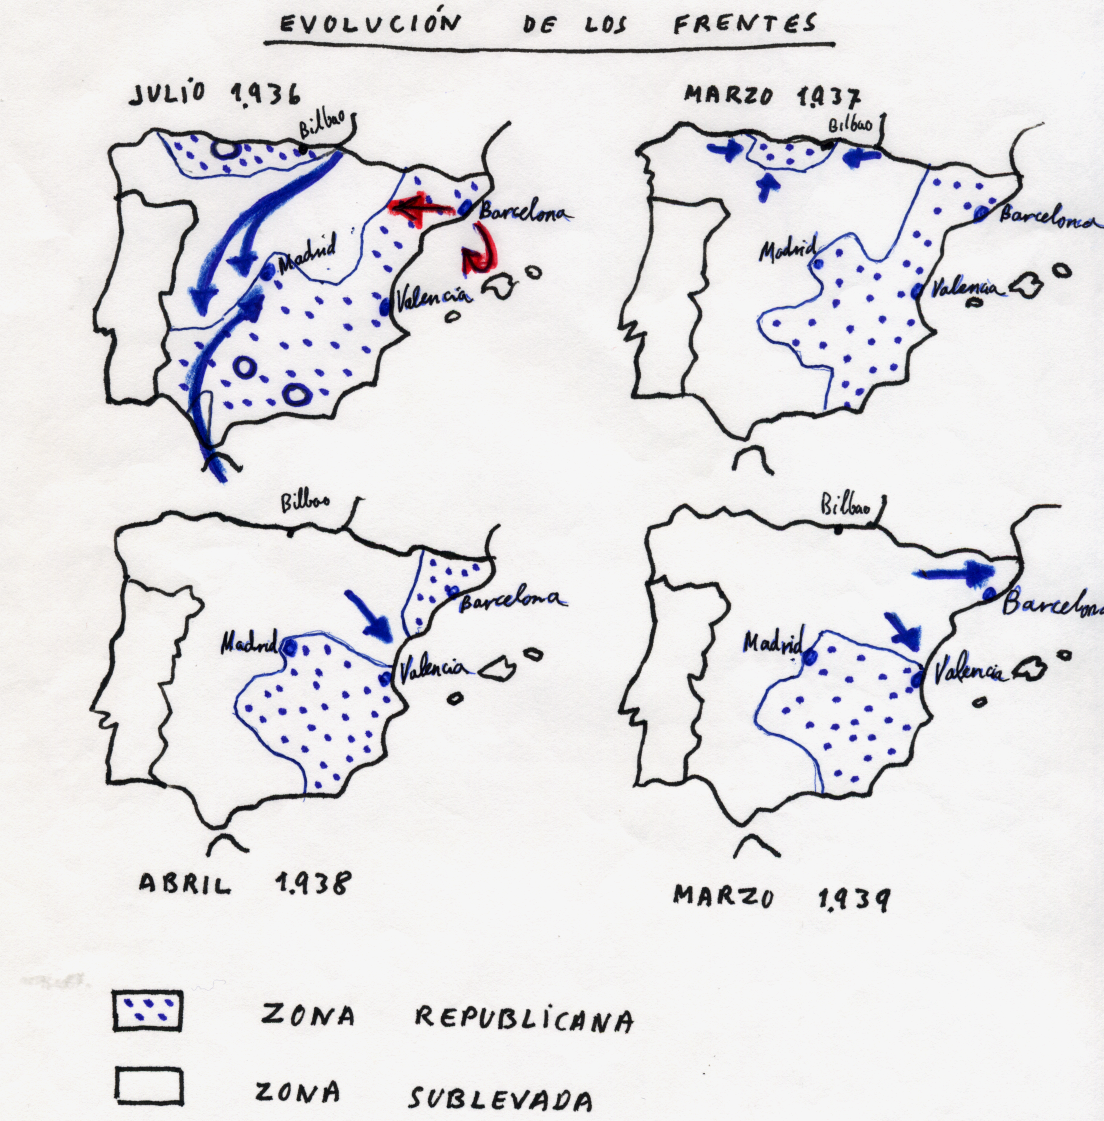 EVOLUCIÓN DE LOS FRENTES
JULIO 1.936
Bilbao
Barcelona
Madrid
Valencia
MARZO 1.937
Bilbao
Barcelona
Madrid
Valencia
Bilbao
Barcelona
Madrid
Valencia
ABRIL 1.938
Bilbao
Barcelona
Madrid
Valencia
MARZO 1.939
ZONA REPUBLICANA
ZONA SUBLEVADA